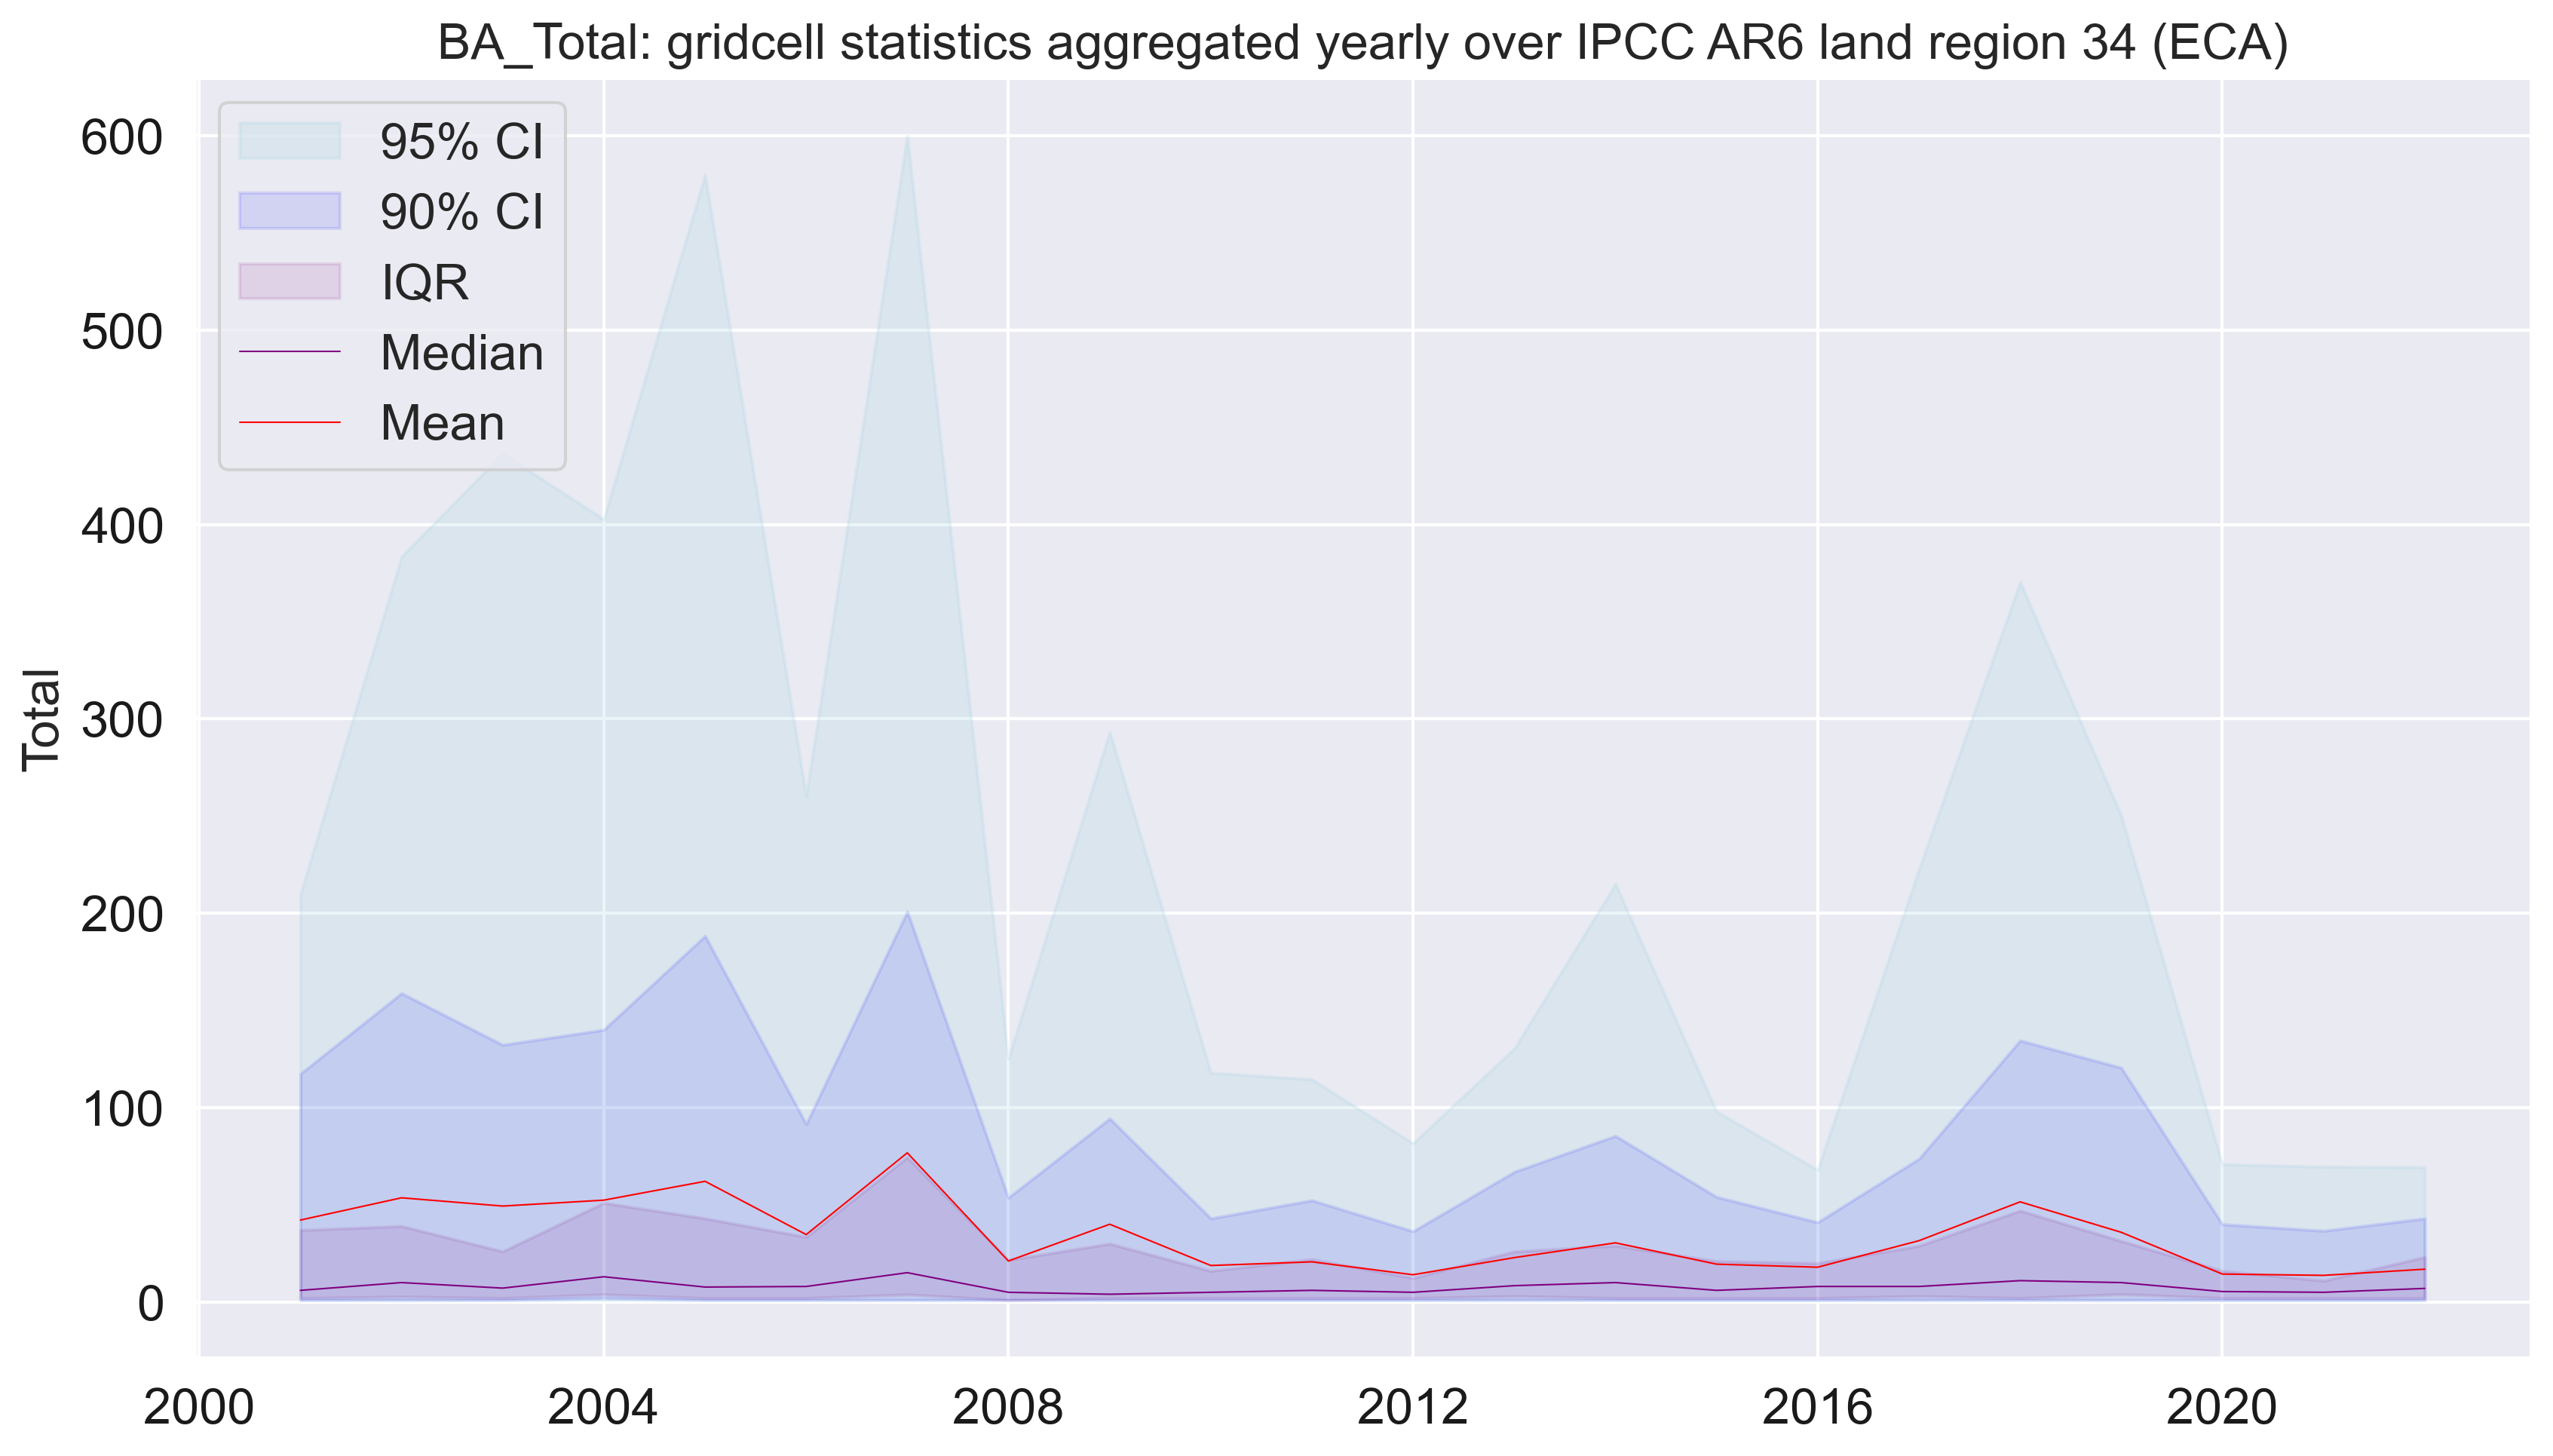 BA_Total: gridcell statistics aggregated yearly over IPCC AR6 land region 34 (ECA)
95% CI
90% CI
IQR
Median
Mean
Total
600
500
400
300
200
100
0
2000 2004 2008 2012 2016 2020